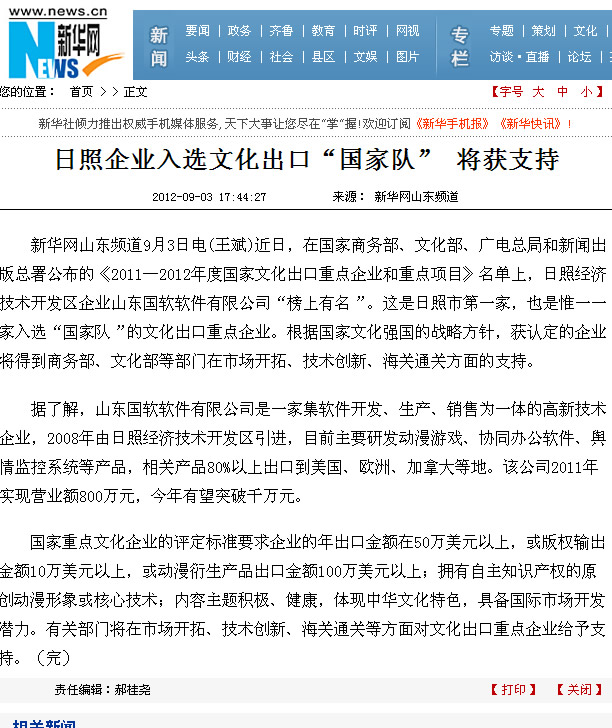 www.news.cn
新华网
NEWS
新闻
要闻 | 政务 | 齐鲁 | 教育 | 时评 | 网视
头条 | 财经 | 社会 | 县区 | 文娱 | 图片
专栏
专题 | 策划 | 文化 |
访谈·直播 | 论坛 |
您的位置： 首页 >> 正文
【字号 大 中 小】
新华社倾力推出权威手机媒体服务,天下大事让您尽在“掌”握!欢迎订阅《新华手机报》《新华快讯》!
日照企业入选文化出口“国家队” 将获支持
2012-09-03 17:44:27 来源： 新华网山东频道
新华网山东频道9月3日电(王斌)近日，在国家商务部、文化部、广电总局和新闻出
版总署公布的《2011—2012年度国家文化出口重点企业和重点项目》名单上，日照经济
技术开发区企业山东国软软件有限公司“榜上有名”。这是日照市第一家，也是惟一一
家入选“国家队”的文化出口重点企业。根据国家文化强国的战略方针，获认定的企业
将得到商务部、文化部等部门在市场开拓、技术创新、海关通关方面的支持。
据了解，山东国软软件有限公司是一家集软件开发、生产、销售为一体的高新技术
企业，2008年由日照经济技术开发区引进，目前主要研发动漫游戏、协同办公软件、舆
情监控系统等产品，相关产品80%以上出口到美国、欧洲、加拿大等地。该公司2011年
实现营业额800万元，今年有望突破千万元。
国家重点文化企业的评定标准要求企业的年出口金额在50万美元以上，或版权输出
金额10万美元以上，或动漫衍生产品出口金额100万美元以上；拥有自主知识产权的原
创动漫形象或核心技术；内容主题积极、健康，体现中华文化特色，具备国际市场开发
潜力。有关部门将在市场开拓、技术创新、海关通关等方面对文化出口重点企业给予支
持。（完）
责任编辑：郝桂尧
【打印】 【关闭】
相关新闻